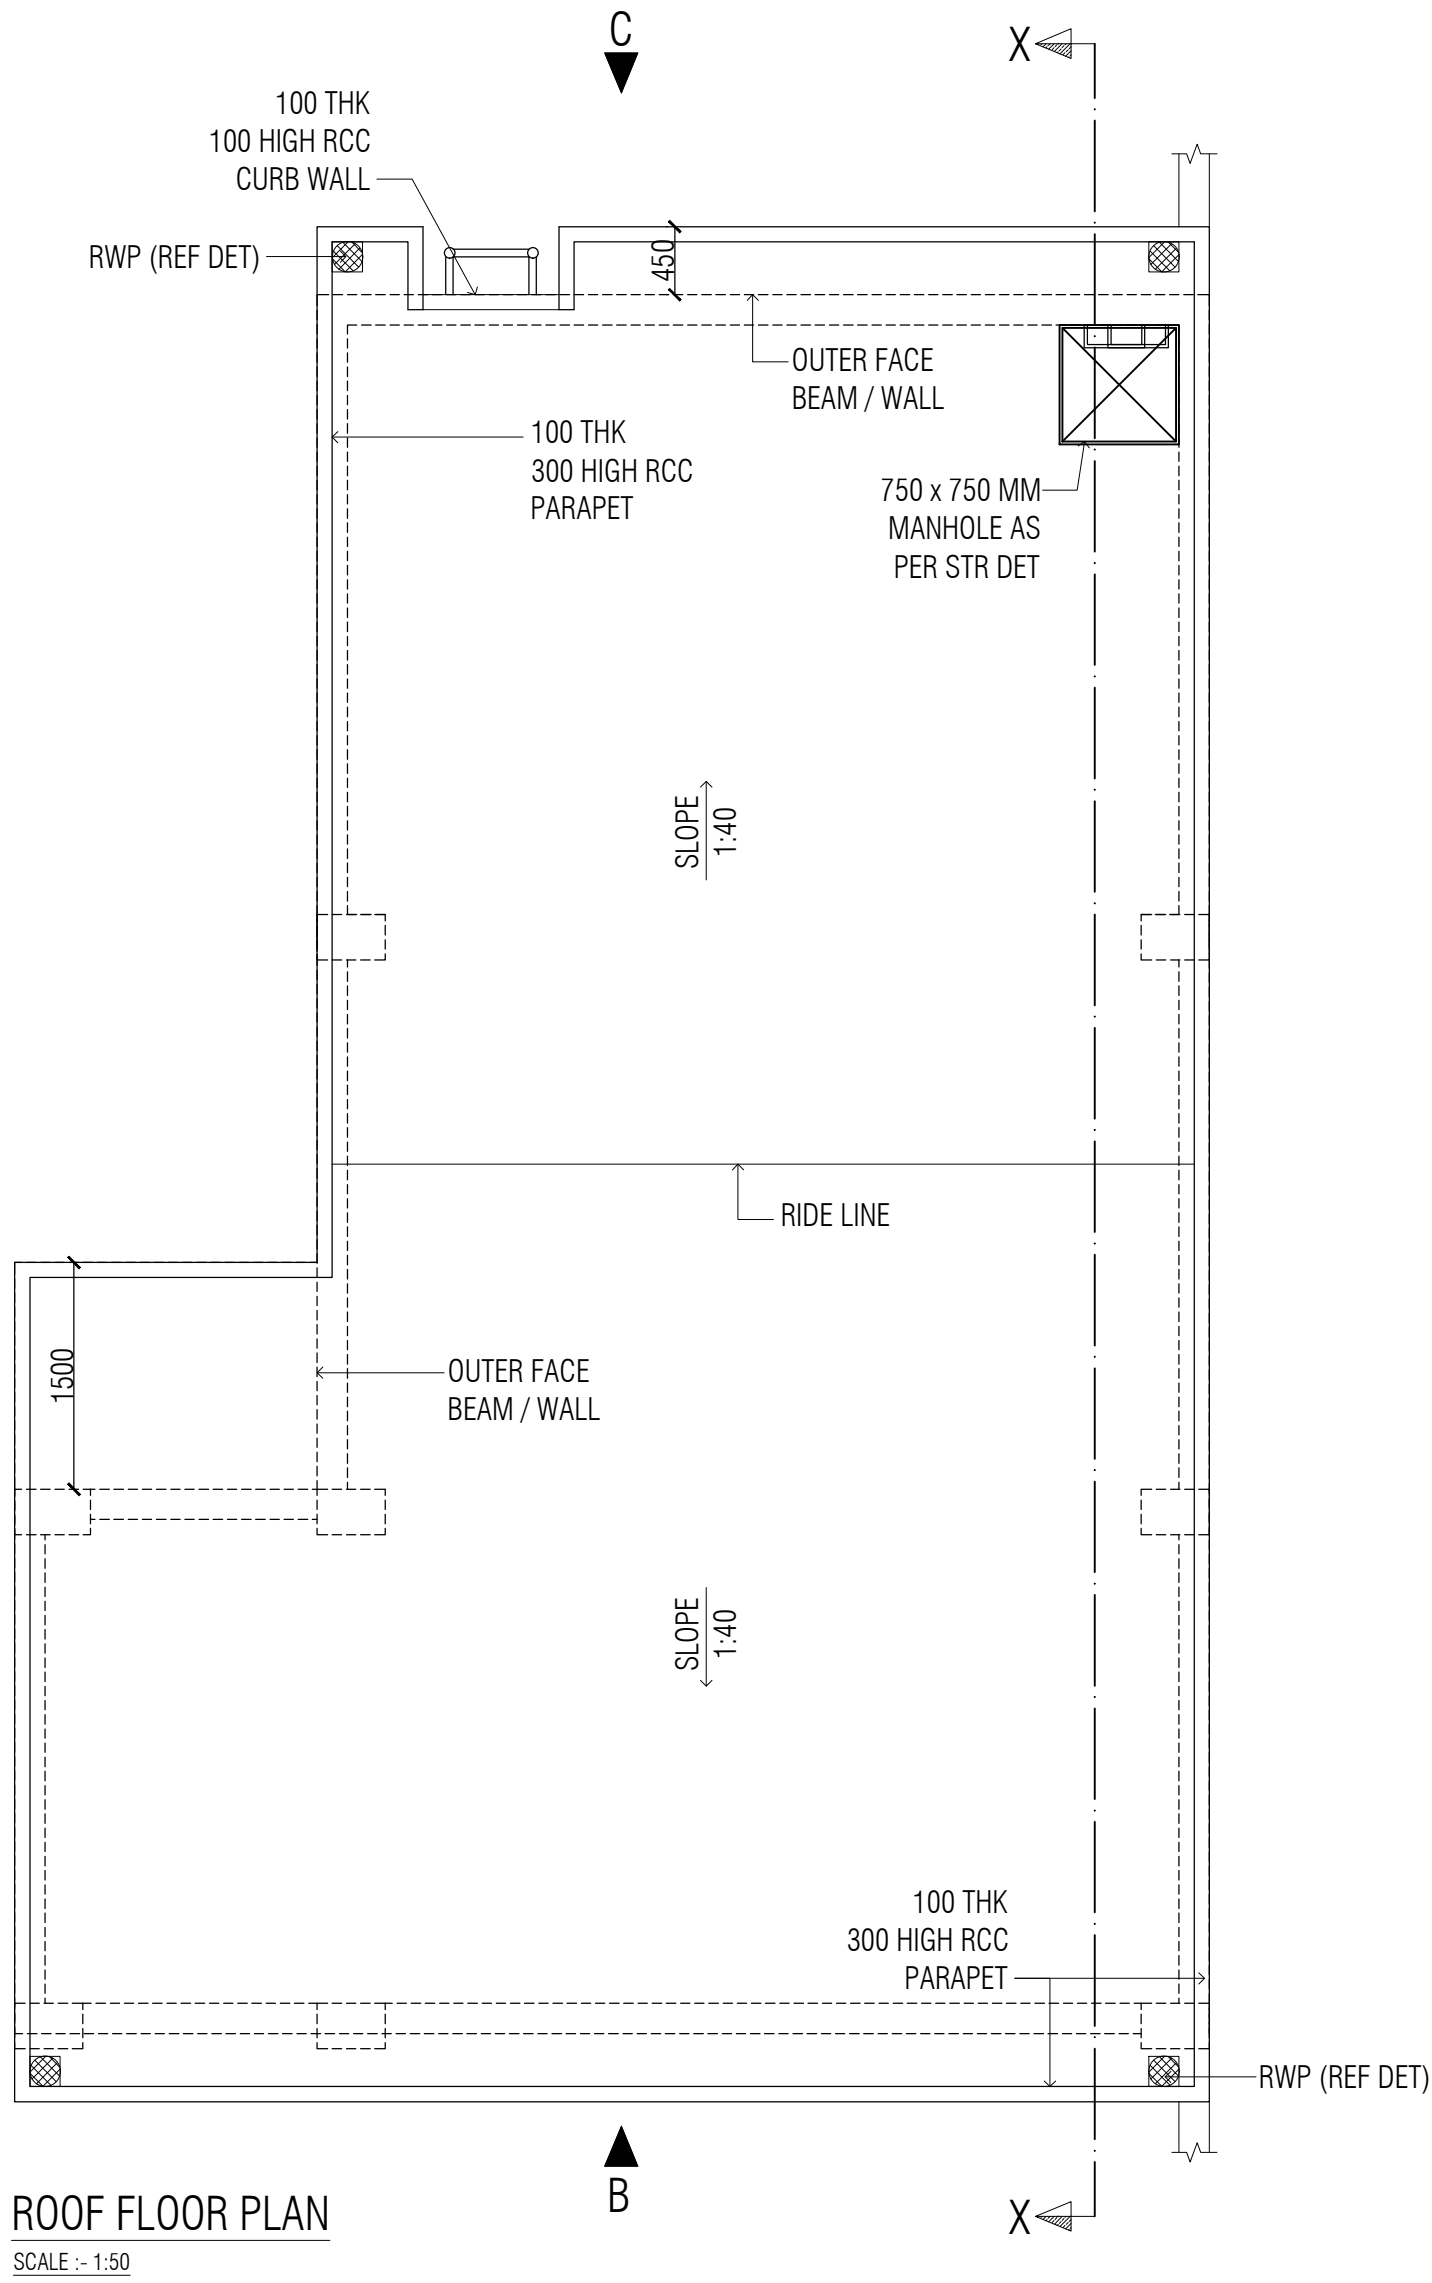 C
X
100 THK
100 HIGH RCC
CURB WALL
RWP (REF DET)
450
OUTER FACE
BEAM / WALL
100 THK
300 HIGH RCC
PARAPET
750 x 750 MM
MANHOLE AS
PER STR DET
SLOPE
1:40
RIDE LINE
1500
OUTER FACE
BEAM / WALL
SLOPE
1:40
100 THK
300 HIGH RCC
PARAPET
RWP (REF DET)
B
X
ROOF FLOOR PLAN
SCALE :- 1:50